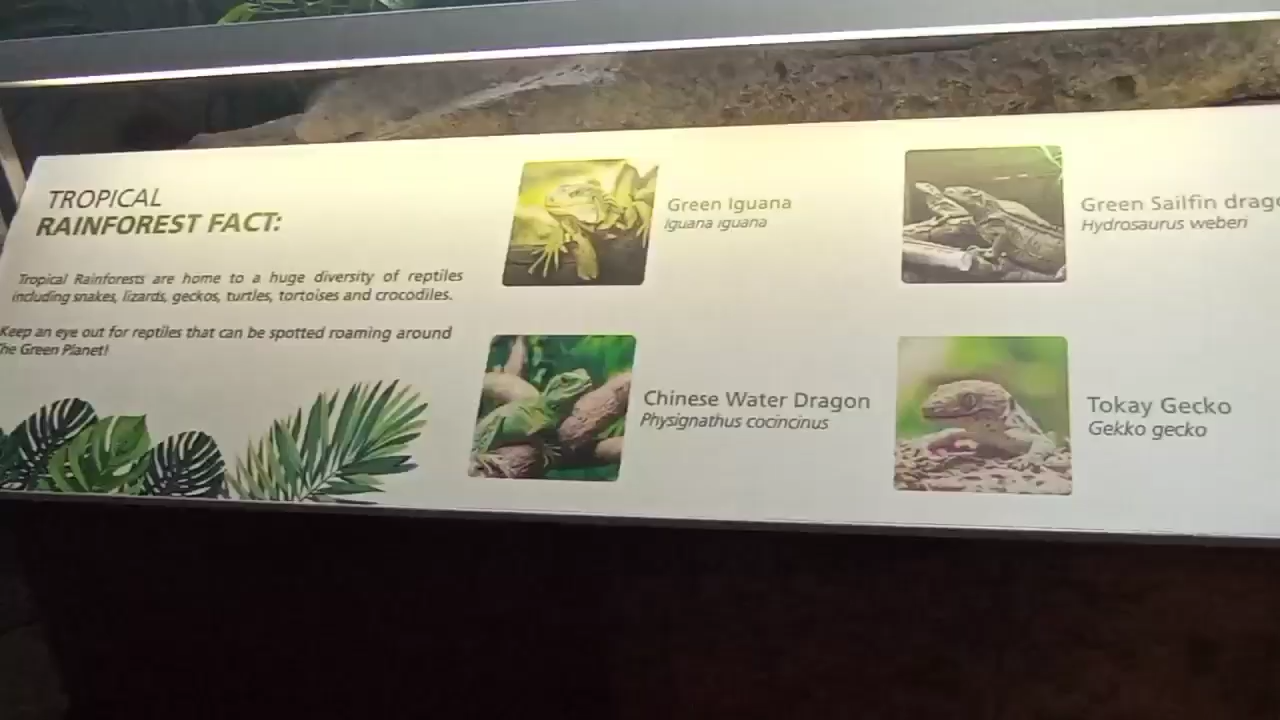 TROPICAL
RAINFOREST FACT:
Tropical Rainforests are home to a huge diversity of reptiles
including snakes, lizards, geckos, turtles, tortoises and crocodiles.
Keep an eye out for reptiles that can be spotted roaming around
The Green Planet!
Green Iguana
Iguana iguana
Green Sailfin
Hydrosaurus weberi
Chinese Water Dragon
Physignathus cocincinus
Tokay Gecko
Gekko gecko